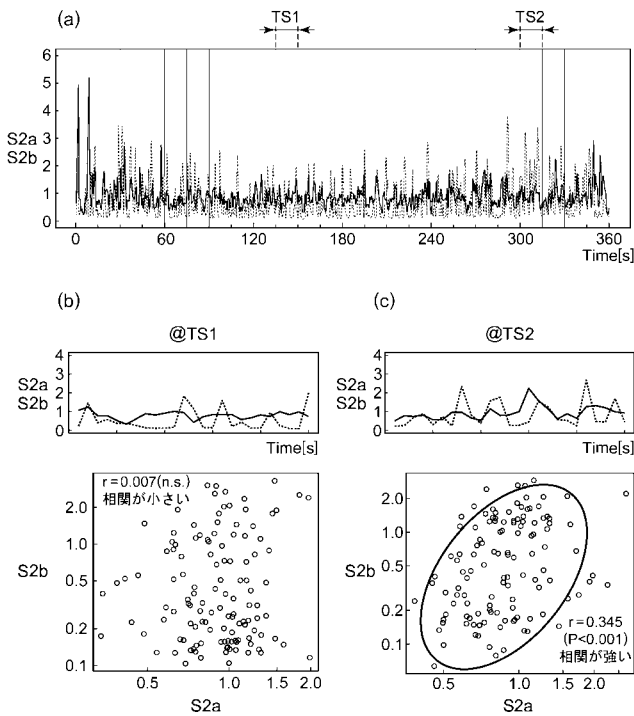 (a)
TS1
TS2
6
5
4
3
2
1
0
S2a
S2b
0
60
120
180
240
300
360
Time[s]
(b)
@TS1
4
3
2
1
0
S2a
S2b
Time[s]
r=0.007(n.s.)
相関が小さい
2.0
1.0
0.5
0.2
0.1
S2b
0.5
1.0
1.5
2.0
S2a
(c)
@TS2
4
3
2
1
0
S2a
S2b
Time[s]
2.0
1.0
0.5
0.2
0.1
S2b
r=0.345
(P<0.001)
相関が強い
0.5
1.0
1.5
2.0
S2a